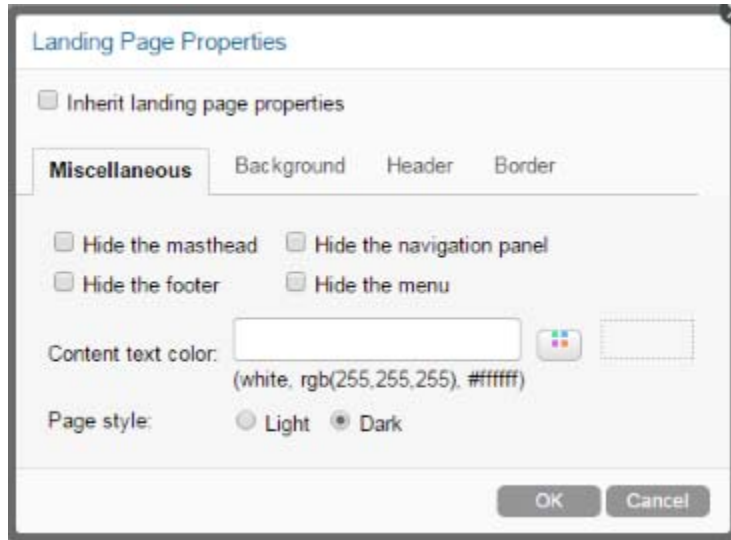 Landing Page Properties
Inherit landing page properties
Miscellaneous Background Header Border
Hide the masthead Hide the navigation panel
Hide the footer Hide the menu
Content text color:
(white, rgb(255,255,255), #ffffff)
Page style: Light Dark
OK Cancel